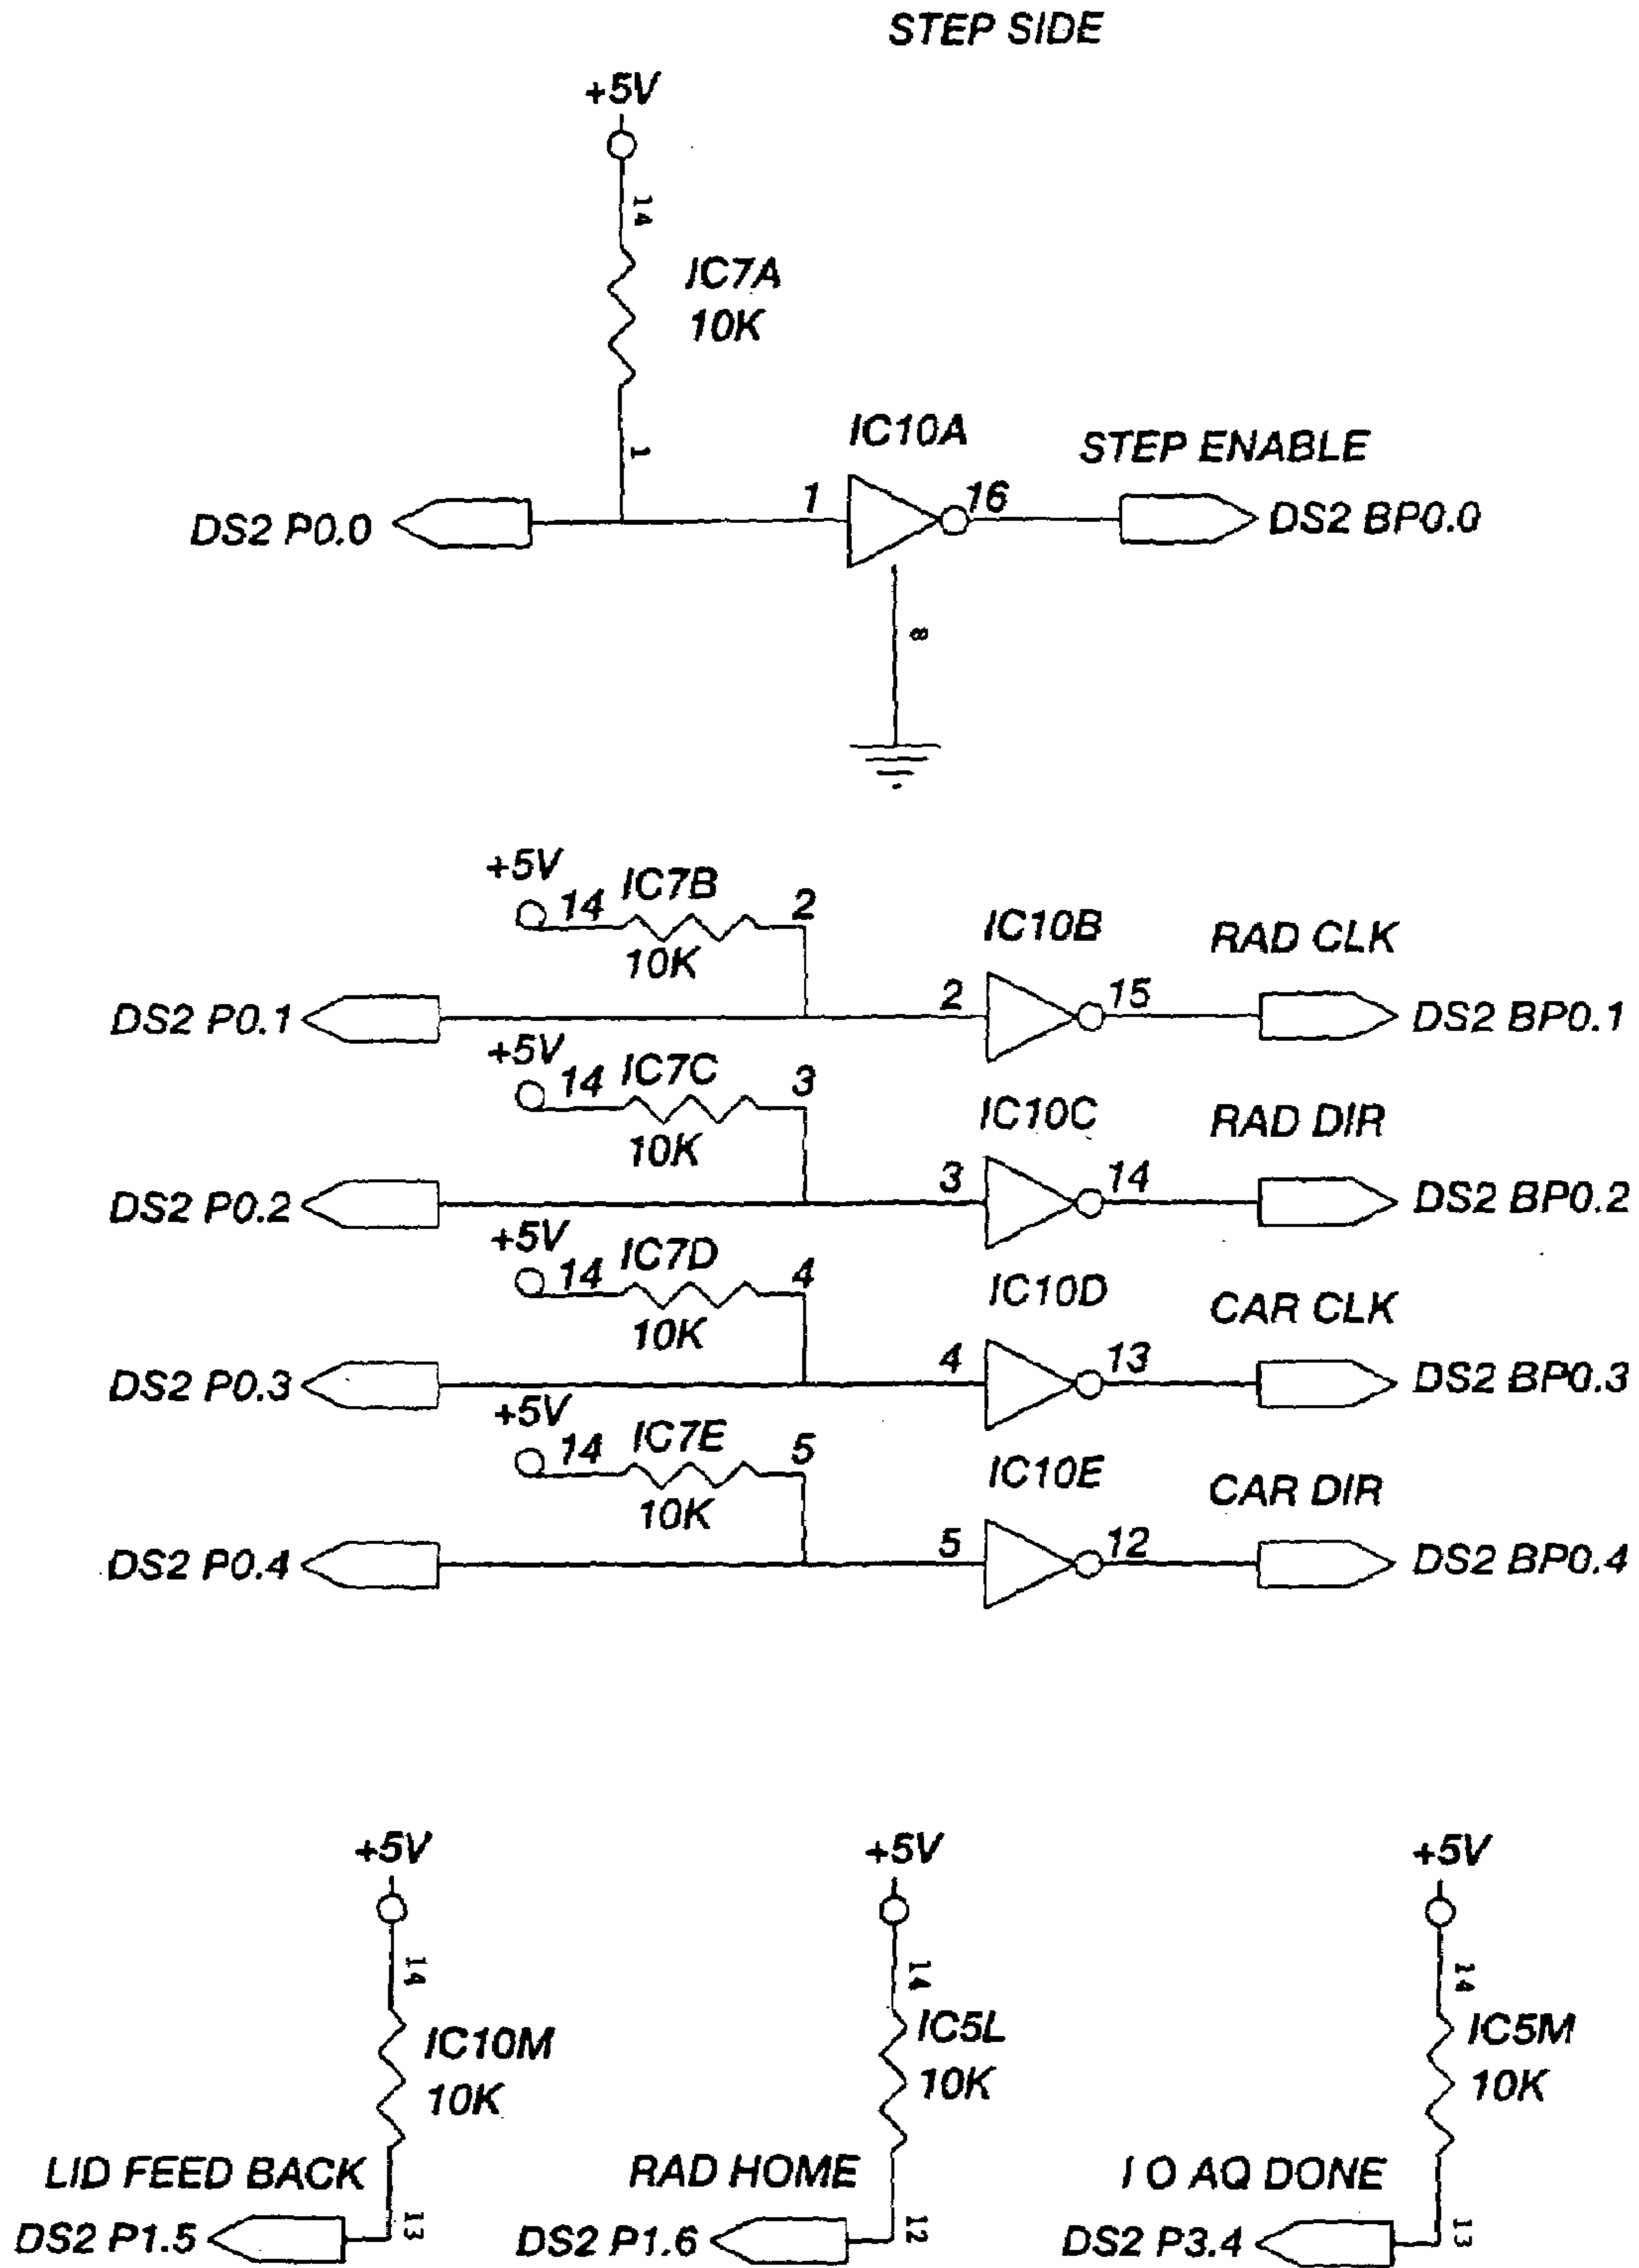 STEP SIDE
+5V
14
IC7A
10K
1
IC10A
STEP ENABLE
DS2 P0.0
1
16
DS2 BP0.0
8
+5V
14
IC7B
2
10K
IC10B
RAD CLK
DS2 P0.1
2
15
DS2 BP0.1
+5V
14
IC7C
3
10K
IC10C
RAD DIR
DS2 P0.2
3
14
DS2 BP0.2
+5V
14
IC7D
4
10K
IC10D
CAR CLK
DS2 P0.3
4
13
DS2 BP0.3
+5V
14
IC7E
5
10K
IC10E
CAR DIR
DS2 P0.4
5
12
DS2 BP0.4
+5V
14
IC10M
10K
LID FEED BACK
13
DS2 P1.5
+5V
14
IC5L
10K
RAD HOME
12
DS2 P1.6
+5V
14
IC5M
10K
I O AQ DONE
13
DS2 P3.4